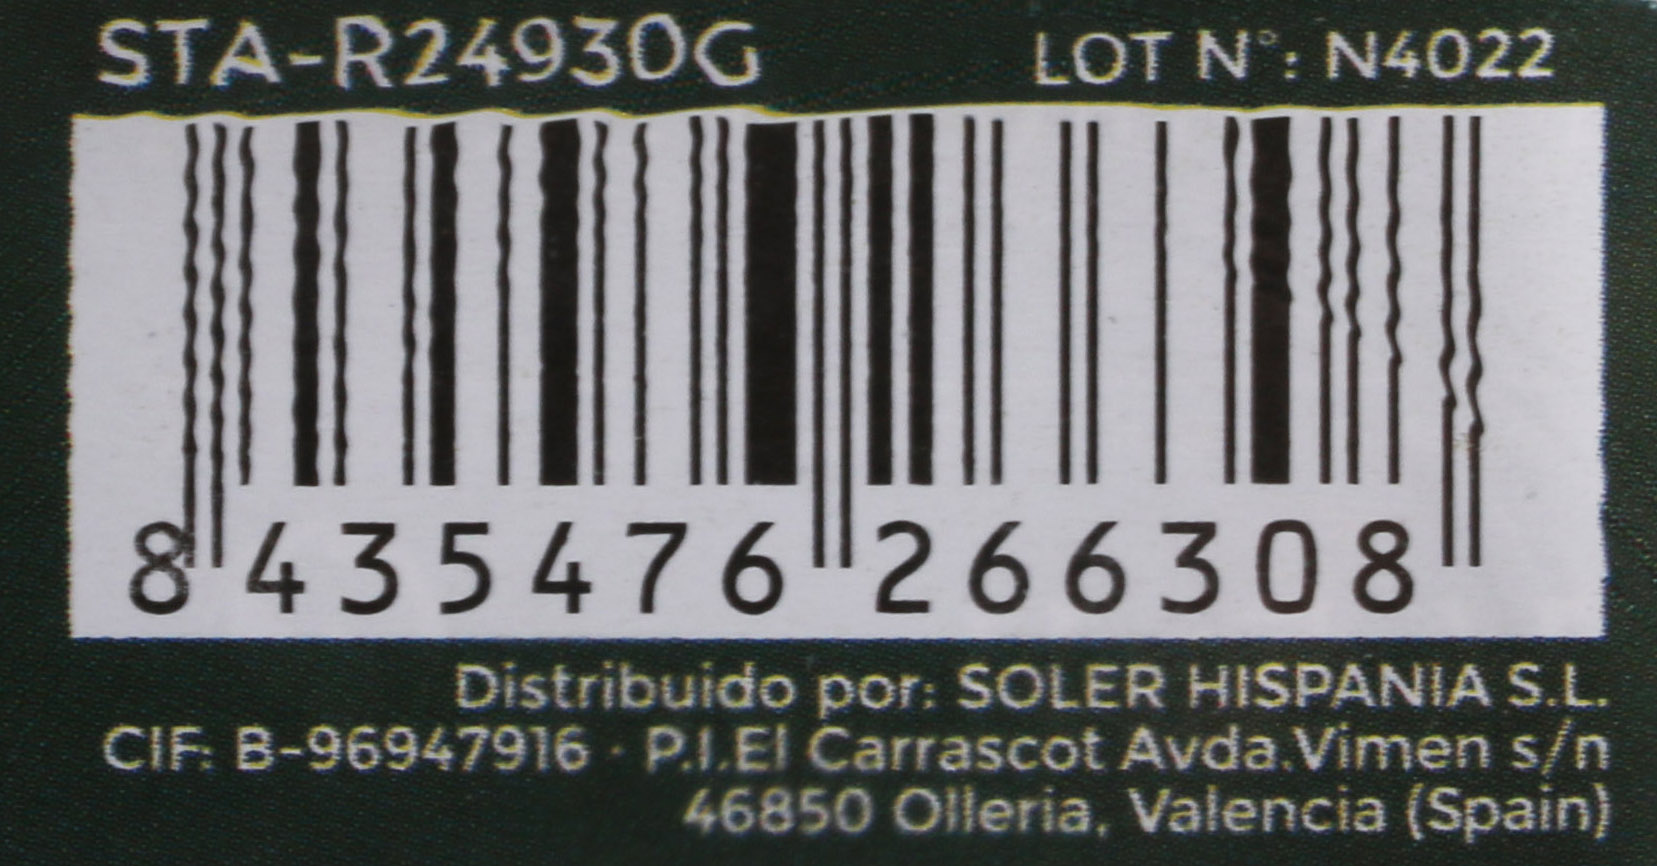 STA-R24930G LOT N°: N4022
8 435476 266308
Distribuido por: SOLER HISPANIA S.L.
CIF: B-96947916 · P.I.El Carrascot Avda.Vimen s/n
46850 Olleria, Valencia (Spain)